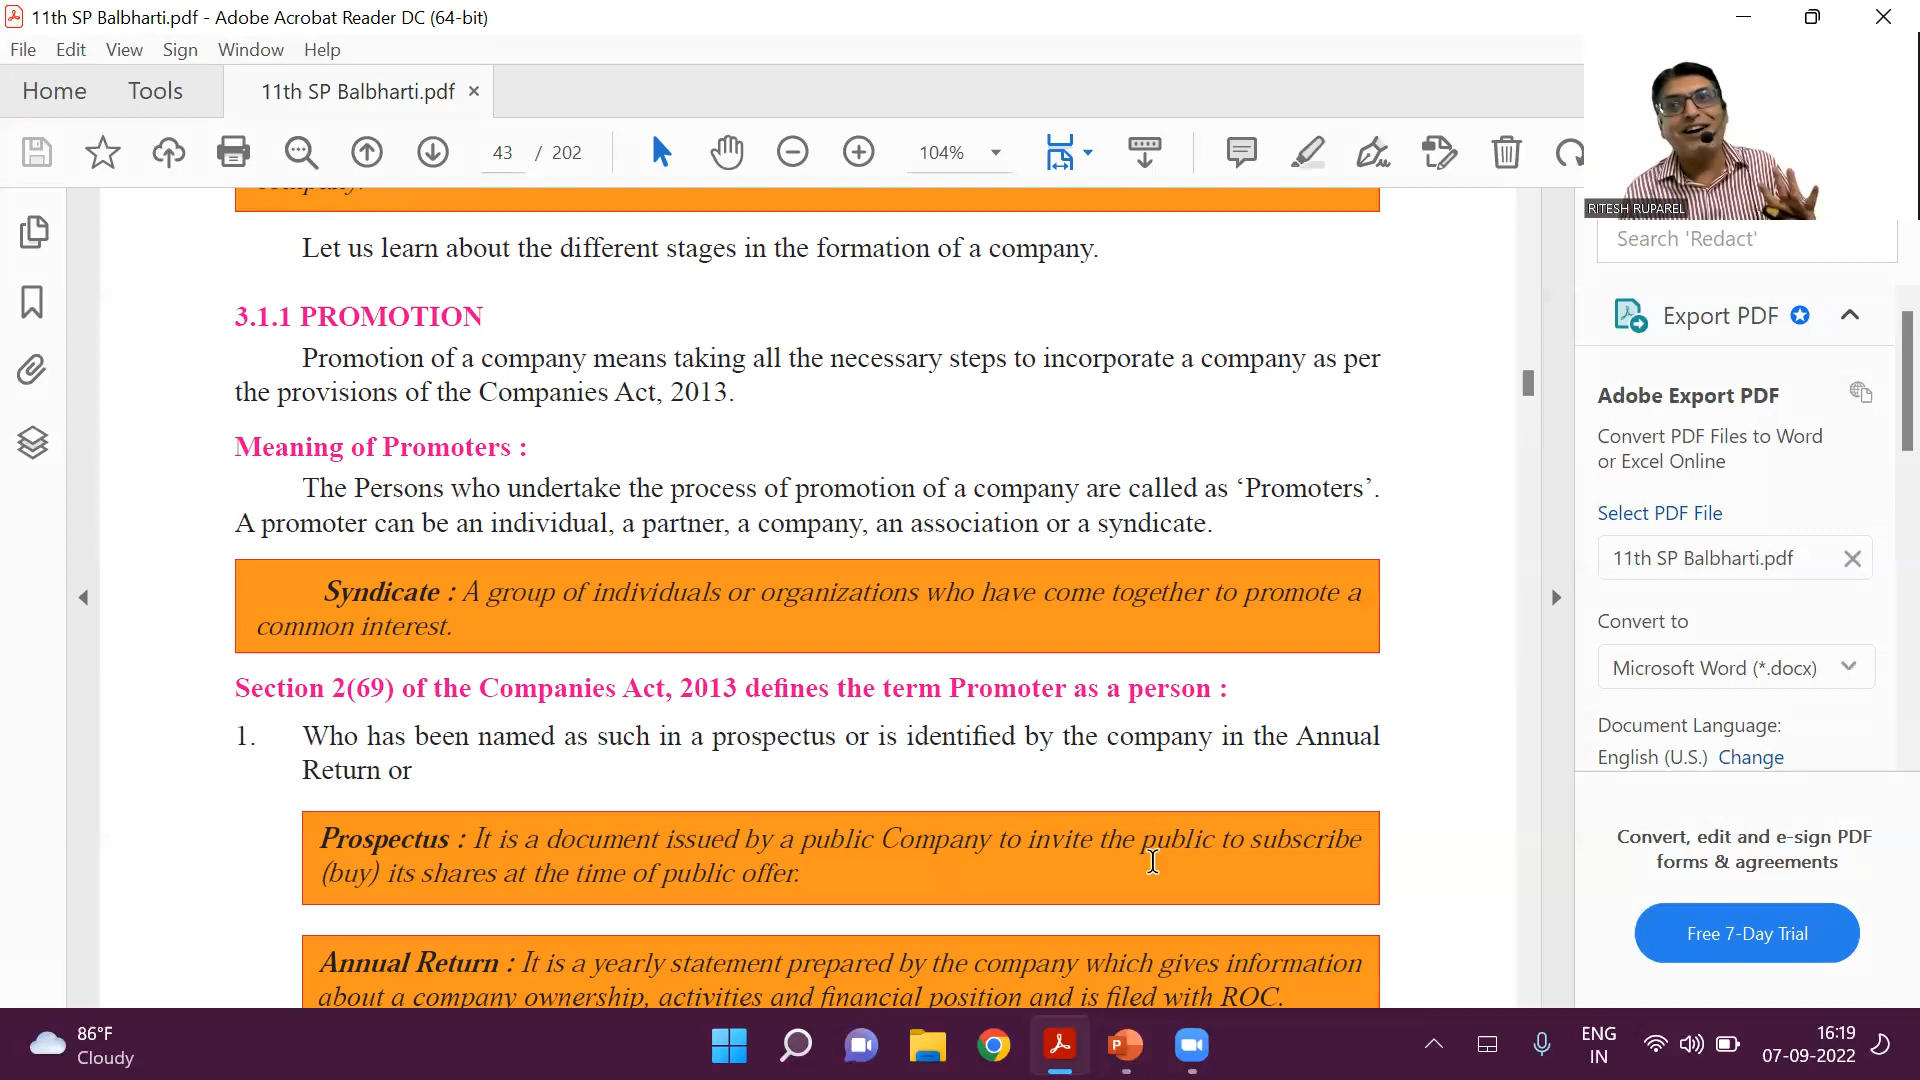 11th SP Balbharti.pdf - Adobe Acrobat Reader DC (64-bit)
File Edit View Sign Window Help
Home Tools 11th SP Balbharti.pdf ×
43 / 202 104%
RITESH RUPAREL
company.
Let us learn about the different stages in the formation of a company.
3.1.1 PROMOTION
Promotion of a company means taking all the necessary steps to incorporate a company as per
the provisions of the Companies Act, 2013.
Meaning of Promoters :
The Persons who undertake the process of promotion of a company are called as ‘Promoters’.
A promoter can be an individual, a partner, a company, an association or a syndicate.
Syndicate : A group of individuals or organizations who have come together to promote a
common interest.
Section 2(69) of the Companies Act, 2013 defines the term Promoter as a person :
1. Who has been named as such in a prospectus or is identified by the company in the Annual
Return or
Prospectus : It is a document issued by a public Company to invite the public to subscribe
(buy) its shares at the time of public offer.
Annual Return : It is a yearly statement prepared by the company which gives information
about a company ownership, activities and financial position and is filed with ROC.
Search 'Redact'
Export PDF
Adobe Export PDF
Convert PDF Files to Word
or Excel Online
Select PDF File
11th SP Balbharti.pdf
Convert to
Microsoft Word (*.docx)
Document Language:
English (U.S.) Change
Convert, edit and e-sign PDF
forms & agreements
Free 7-Day Trial
86°F
Cloudy
ENG
IN
16:19
07-09-2022